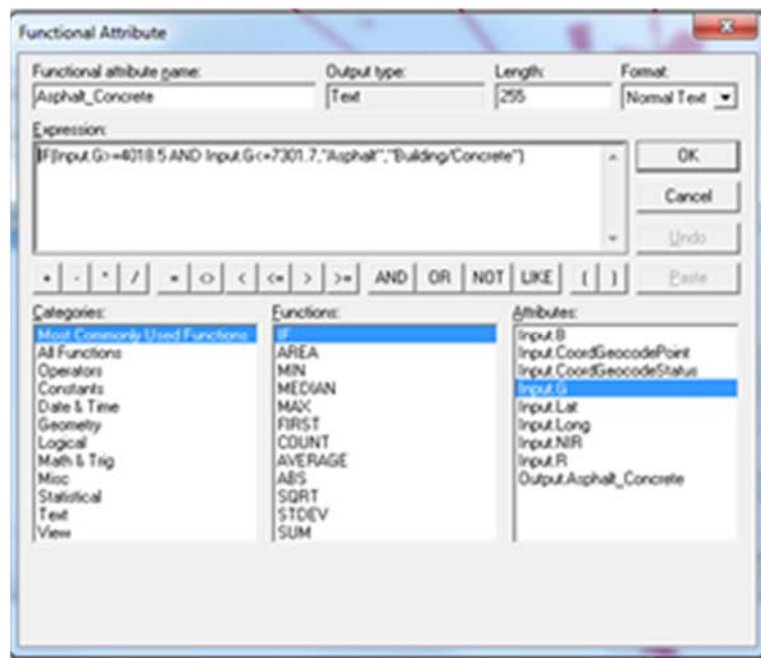 Functional Attribute
Functional attribute name: Output type: Length: Format:
Asphalt_Concrete Text 255 Normal Text
Expression:
IF(Input.G>=4018.5 AND Input.G<=7301.7,"Asphalt","Building/Concrete")
OK
Cancel
Undo
+ - * / = <> < <= > >= AND OR NOT LIKE ( ) Paste
Categories: Functions: Attributes:
Most Commonly Used Functions IF Input.B
All Functions AREA Input.CoordGeocodePoint
Operators MIN Input.CoordGeocodeStatus
Constants MEDIAN Input.G
Date & Time MAX Input.Lat
Geometry FIRST Input.Long
Logical COUNT Input.NIR
Math & Trig AVERAGE Input.R
Misc ABS Output.Asphalt_Concrete
Statistical SQRT
Text STDEV
View SUM